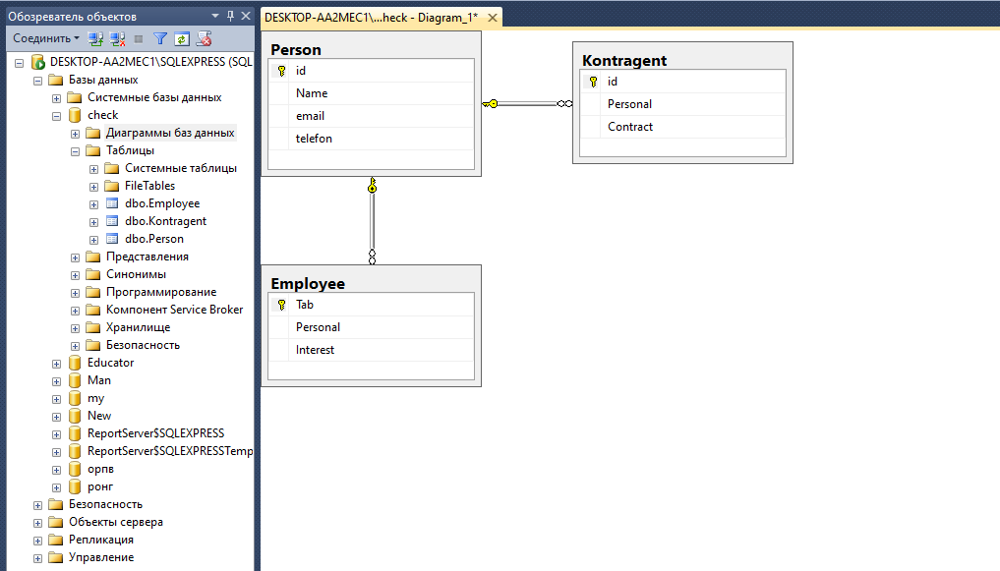 Обозреватель объектов
Соединить
DESKTOP-AA2MEC1\SQLEXPRESS (SQL
Базы данных
Системные базы данных
check
Диаграммы баз данных
Таблицы
Системные таблицы
FileTables
dbo.Employee
dbo.Kontragent
dbo.Person
Представления
Синонимы
Программирование
Компонент Service Broker
Хранилище
Безопасность
Educator
Man
my
New
ReportServer$SQLEXPRESS
ReportServer$SQLEXPRESSTemp
орпв
ронг
Безопасность
Объекты сервера
Репликация
Управление
DESKTOP-AA2MEC1\...heck - Diagram_1*
Person
id
Name
email
telefon
Kontragent
id
Personal
Contract
Employee
Tab
Personal
Interest